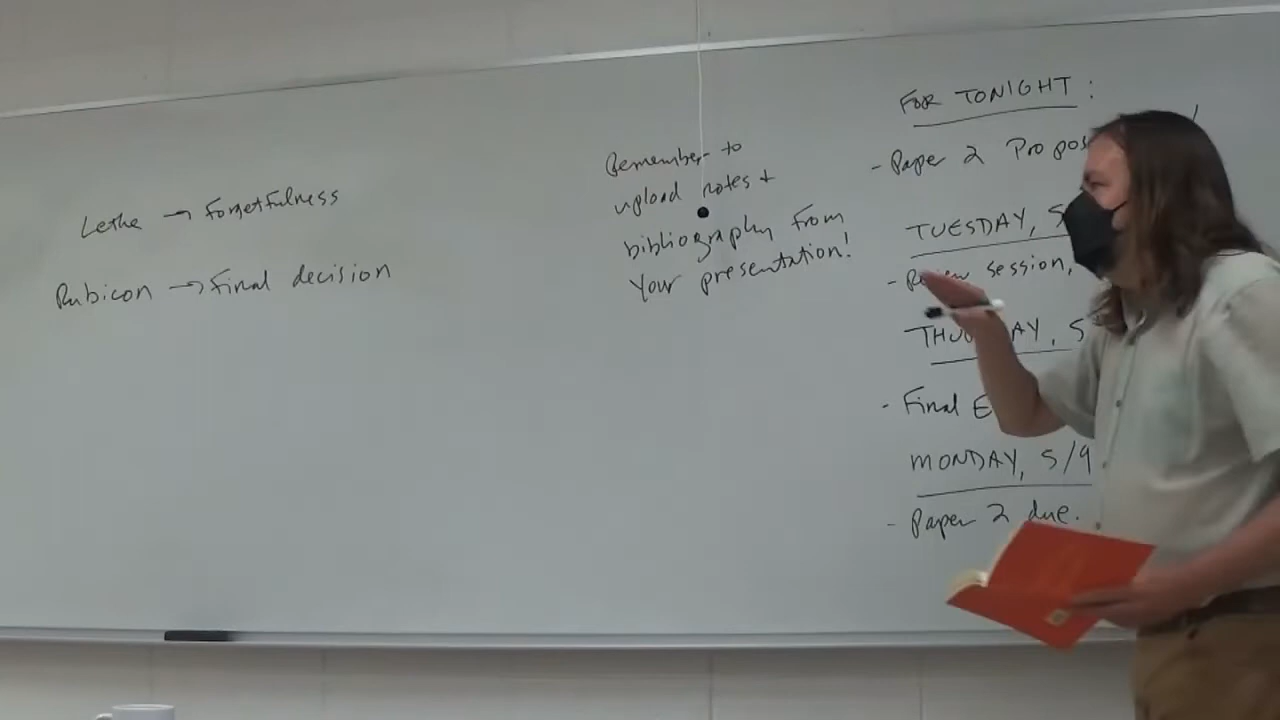 Lethe → Forgetfulness
Rubicon → Final decision
Remember to
upload notes +
bibliography from
your presentation!
FOR TONIGHT:
- Paper 2
TUESDAY,
- Review session,
- Final
MONDAY, 5/9
- Paper 2 due.